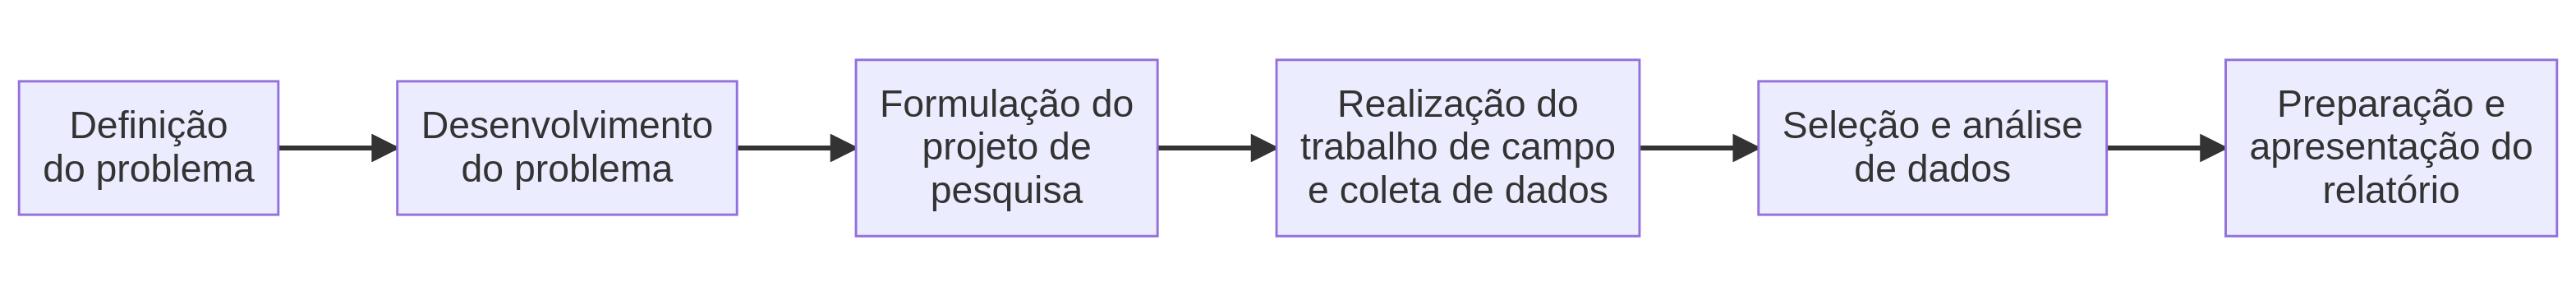 Definição
do problema
Desenvolvimento
do problema
Formulação do
projeto de
pesquisa
Realização do
trabalho de campo
e coleta de dados
Seleção e análise
de dados
Preparação e
apresentação do
relatório